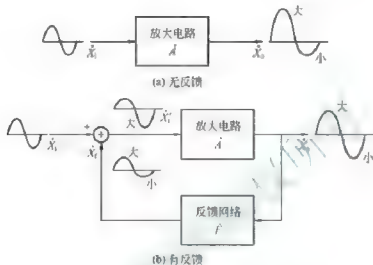 大
放大电路
Ȧ
Ẋᵢ
Ẋₒ
小
(a) 无反馈
大
大
Ẋᵢ'
放大电路
Ȧ
Ẋᵢ
+
Ẋf
大
小
小
反馈网络
Ḟ
(b) 有反馈